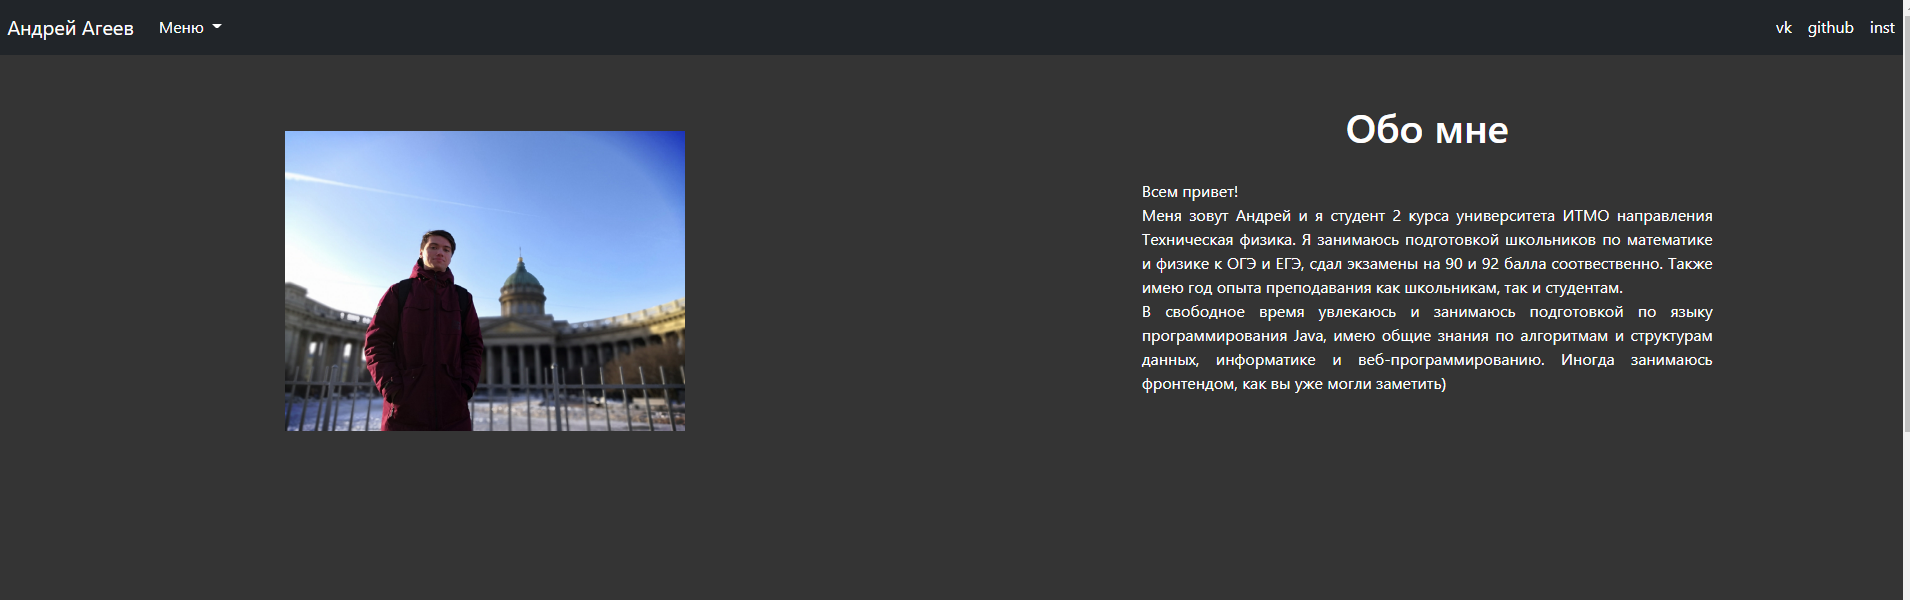 Андрей Агеев Меню vk github inst
Обо мне
Всем привет!
Меня зовут Андрей и я студент 2 курса университета ИТМО направления
Техническая физика. Я занимаюсь подготовкой школьников по математике
и физике к ОГЭ и ЕГЭ, сдал экзамены на 90 и 92 балла соотвественно. Также
имею год опыта преподавания как школьникам, так и студентам.
В свободное время увлекаюсь и занимаюсь подготовкой по языку
программирования Java, имею общие знания по алгоритмам и структурам
данных, информатике и веб-программированию. Иногда занимаюсь
фронтендом, как вы уже могли заметить)